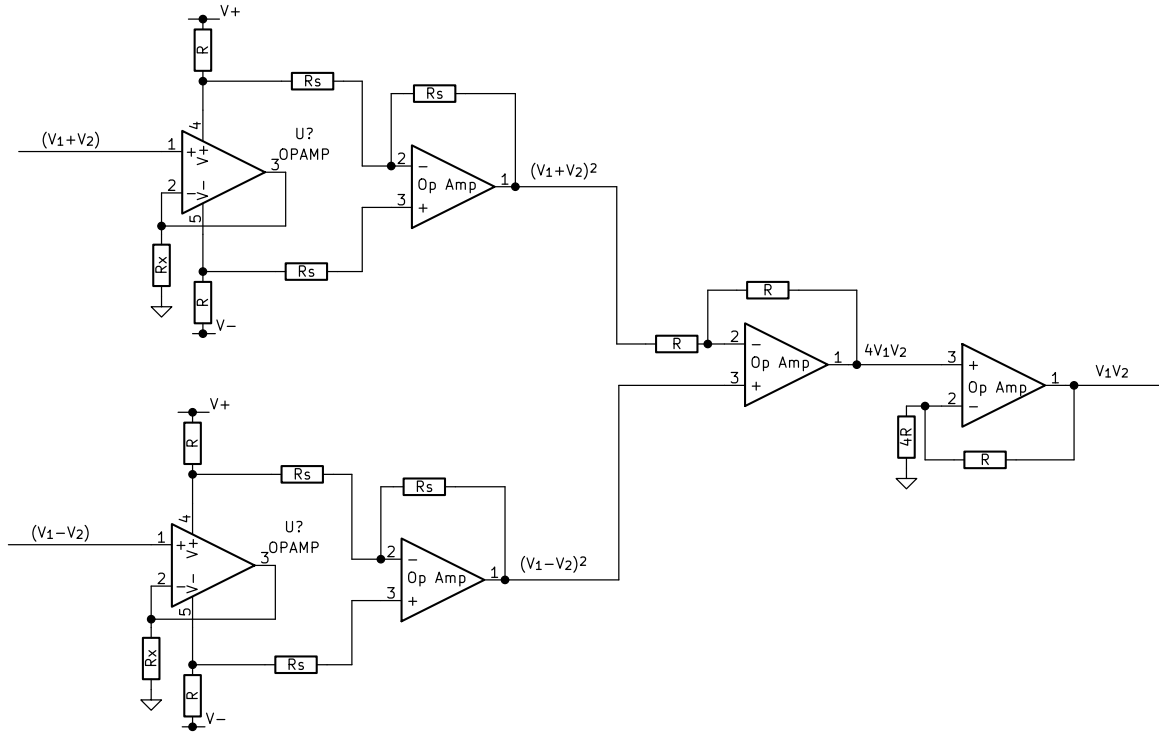 V+
R
Rs
Rs
(V1+V2)
4
U?
OPAMP
1
+
V+
3
2
−
V−
5
2
−
Op Amp
1
(V1+V2)²
3
+
Rx
Rs
R
V−
R
R
2
−
Op Amp
1
4V1V2
3
+
3
+
Op Amp
1
V1V2
2
−
4R
R
V+
R
Rs
Rs
(V1−V2)
4
U?
OPAMP
1
+
V+
3
2
−
V−
5
2
−
Op Amp
1
(V1−V2)²
3
+
Rx
Rs
R
V−